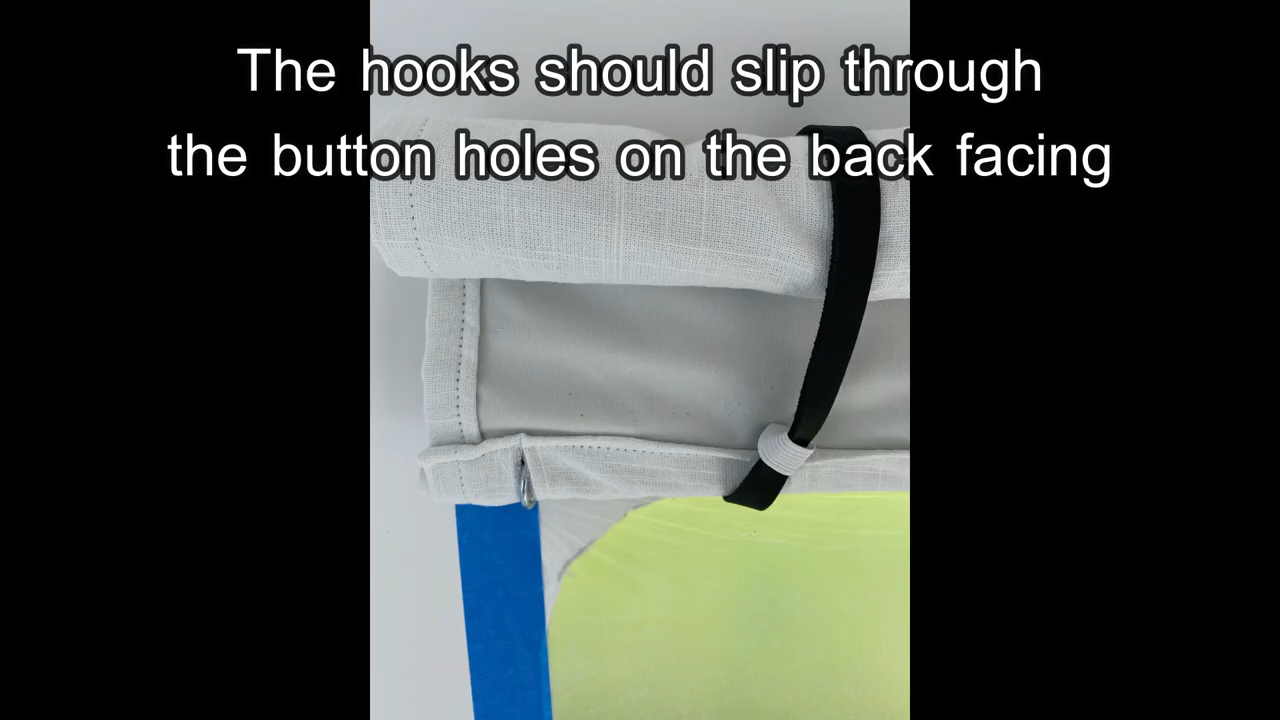 The hooks should slip through
the button holes on the back facing